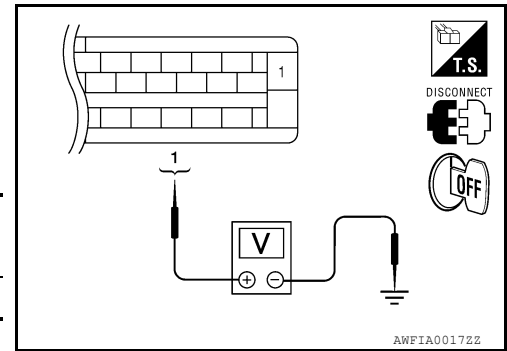 1
T.S.
DISCONNECT
OFF
1
V
+ −
AWFIA0017ZZ